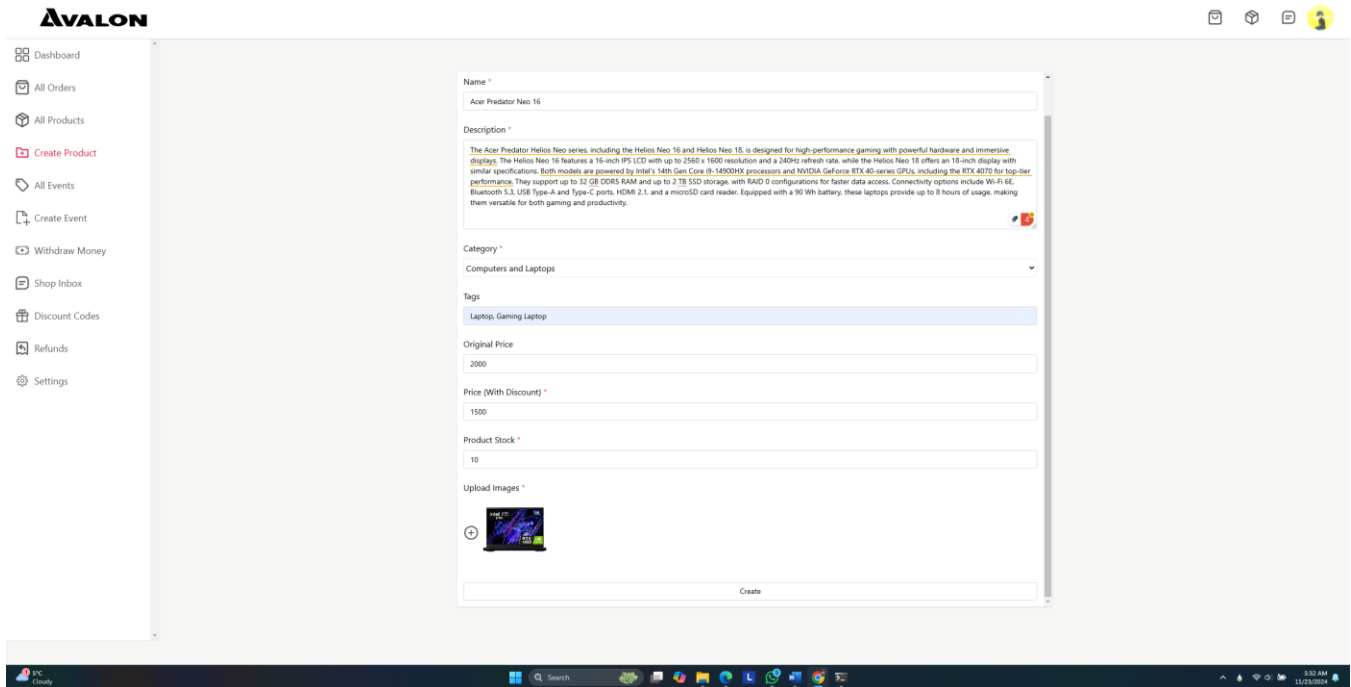 AVALON
Dashboard
All Orders
All Products
Create Product
All Events
Create Event
Withdraw Money
Shop Inbox
Discount Codes
Refunds
Settings
Name *
Acer Predator Neo 16
Description *
The Acer Predator Helios Neo series, including the Helios Neo 16 and Helios Neo 18, is designed for high-performance gaming with powerful hardware and immersive
displays. The Helios Neo 16 features a 16-inch IPS LCD with up to 2560 x 1600 resolution and a 240Hz refresh rate, while the Helios Neo 18 offers an 18-inch display with
similar specifications. Both models are powered by Intel's 14th Gen Core i9-14900HX processors and NVIDIA GeForce RTX 40-series GPUs, including the RTX 4070 for top-tier
performance. They support up to 32 GB DDR5 RAM and up to 2 TB SSD storage, with RAID 0 configurations for faster data access. Connectivity options include Wi-Fi 6E,
Bluetooth 5.3, USB Type-A and Type-C ports, HDMI 2.1, and a microSD card reader. Equipped with a 90 Wh battery, these laptops provide up to 8 hours of usage, making
them versatile for both gaming and productivity.
4
Category *
Computers and Laptops
Tags
Laptop, Gaming Laptop
Original Price
2000
Price (With Discount) *
1500
Product Stock *
10
Upload Images *
intel
RTX
Create
5°C
Cloudy
Search
L
5:52 AM
11/23/2024